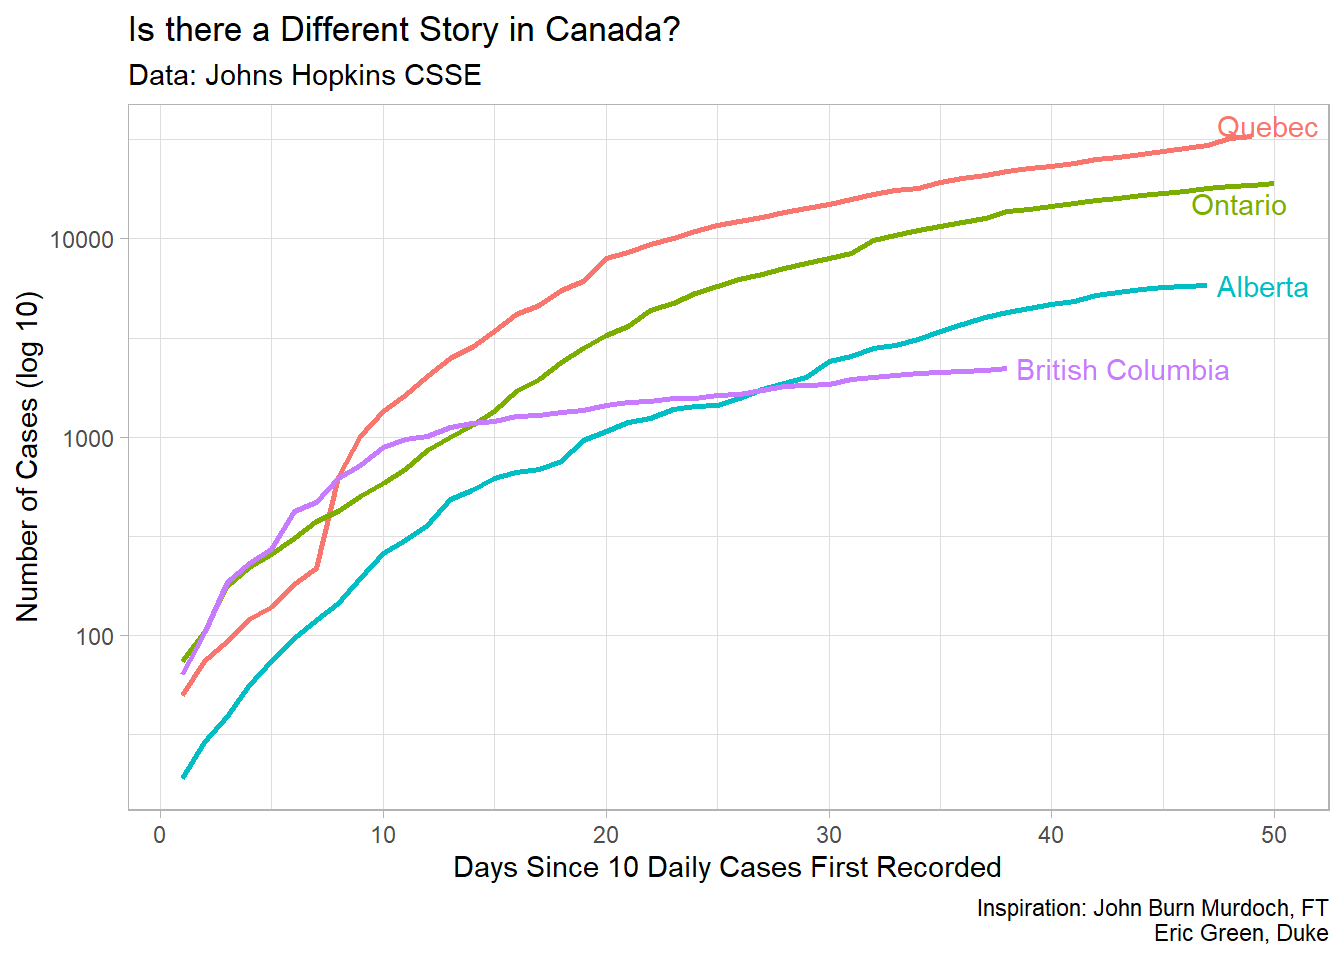 Is there a Different Story in Canada?
Data: Johns Hopkins CSSE
Number of Cases (log 10)
10000
1000
100
Quebec
Ontario
Alberta
British Columbia
0 10 20 30 40 50
Days Since 10 Daily Cases First Recorded
Inspiration: John Burn Murdoch, FT
Eric Green, Duke